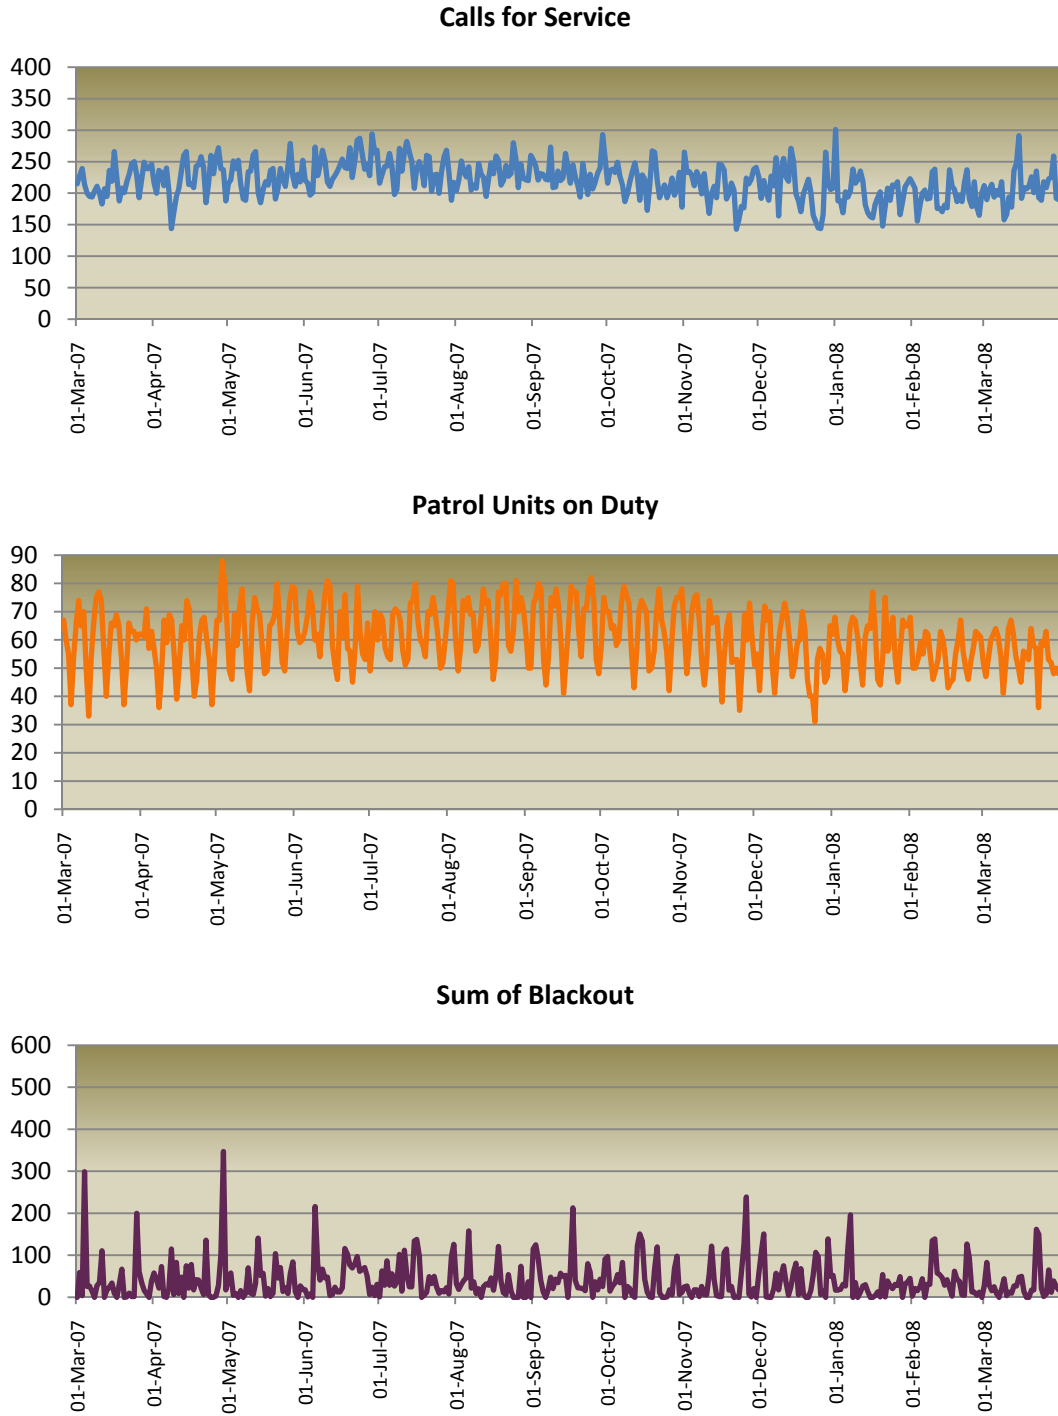 Calls for Service
400
350
300
250
200
150
100
50
0
01-Mar-07
01-Apr-07
01-May-07
01-Jun-07
01-Jul-07
01-Aug-07
01-Sep-07
01-Oct-07
01-Nov-07
01-Dec-07
01-Jan-08
01-Feb-08
01-Mar-08
Patrol Units on Duty
90
80
70
60
50
40
30
20
10
0
01-Mar-07
01-Apr-07
01-May-07
01-Jun-07
01-Jul-07
01-Aug-07
01-Sep-07
01-Oct-07
01-Nov-07
01-Dec-07
01-Jan-08
01-Feb-08
01-Mar-08
Sum of Blackout
600
500
400
300
200
100
0
01-Mar-07
01-Apr-07
01-May-07
01-Jun-07
01-Jul-07
01-Aug-07
01-Sep-07
01-Oct-07
01-Nov-07
01-Dec-07
01-Jan-08
01-Feb-08
01-Mar-08